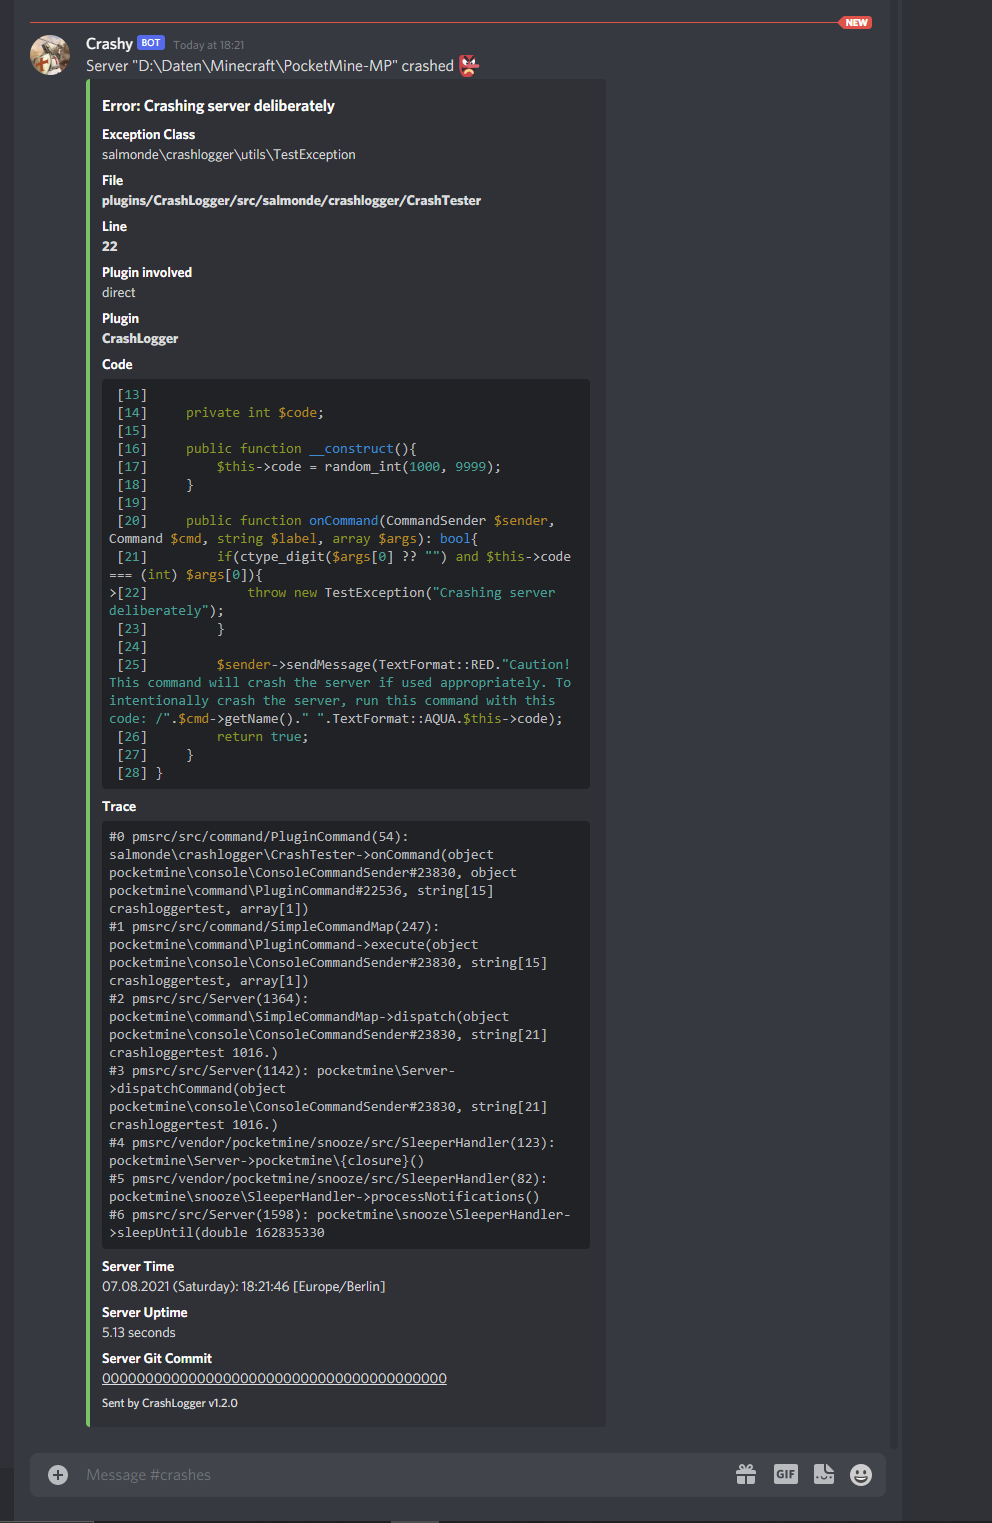 NEW
Crashy BOT Today at 18:21
Server "D:\Daten\Minecraft\PocketMine-MP" crashed
Error: Crashing server deliberately
Exception Class
salmonde\crashlogger\utils\TestException
File
plugins/CrashLogger/src/salmonde/crashlogger/CrashTester
Line
22
Plugin involved
direct
Plugin
CrashLogger
Code
[13]
[14]     private int $code;
[15]
[16]     public function __construct(){
[17]         $this->code = random_int(1000, 9999);
[18]     }
[19]
[20]     public function onCommand(CommandSender $sender,
Command $cmd, string $label, array $args): bool{
[21]         if(ctype_digit($args[0] ?? "") and $this->code
=== (int) $args[0]){
>[22]             throw new TestException("Crashing server
deliberately");
[23]         }
[24]
[25]         $sender->sendMessage(TextFormat::RED."Caution!
This command will crash the server if used appropriately. To
intentionally crash the server, run this command with this
code: /".$cmd->getName()." ".TextFormat::AQUA.$this->code);
[26]         return true;
[27]     }
[28] }
Trace
#0 pmsrc/src/command/PluginCommand(54):
salmonde\crashlogger\CrashTester->onCommand(object
pocketmine\console\ConsoleCommandSender#23830, object
pocketmine\command\PluginCommand#22536, string[15]
crashloggertest, array[1])
#1 pmsrc/src/command/SimpleCommandMap(247):
pocketmine\command\PluginCommand->execute(object
pocketmine\console\ConsoleCommandSender#23830, string[15]
crashloggertest, array[1])
#2 pmsrc/src/Server(1364):
pocketmine\command\SimpleCommandMap->dispatch(object
pocketmine\console\ConsoleCommandSender#23830, string[21]
crashloggertest 1016.)
#3 pmsrc/src/Server(1142): pocketmine\Server-
>dispatchCommand(object
pocketmine\console\ConsoleCommandSender#23830, string[21]
crashloggertest 1016.)
#4 pmsrc/vendor/pocketmine/snooze/src/SleeperHandler(123):
pocketmine\Server->pocketmine\{closure}()
#5 pmsrc/vendor/pocketmine/snooze/src/SleeperHandler(82):
pocketmine\snooze\SleeperHandler->processNotifications()
#6 pmsrc/src/Server(1598): pocketmine\snooze\SleeperHandler-
>sleepUntil(double 162835330
Server Time
07.08.2021 (Saturday): 18:21:46 [Europe/Berlin]
Server Uptime
5.13 seconds
Server Git Commit
0000000000000000000000000000000000000000
Sent by CrashLogger v1.2.0
Message #crashes
GIF